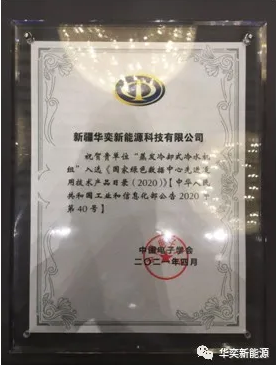 新疆华奕新能源科技有限公司
祝贺贵单位“蒸发冷却式冷水机
组”入选《国家绿色数据中心先进适
用技术产品目录（2020）》【中华人民
共和国工业和信息化部公告2020年
第40号】
中国电子学会
二〇二一年四月
华奕新能源